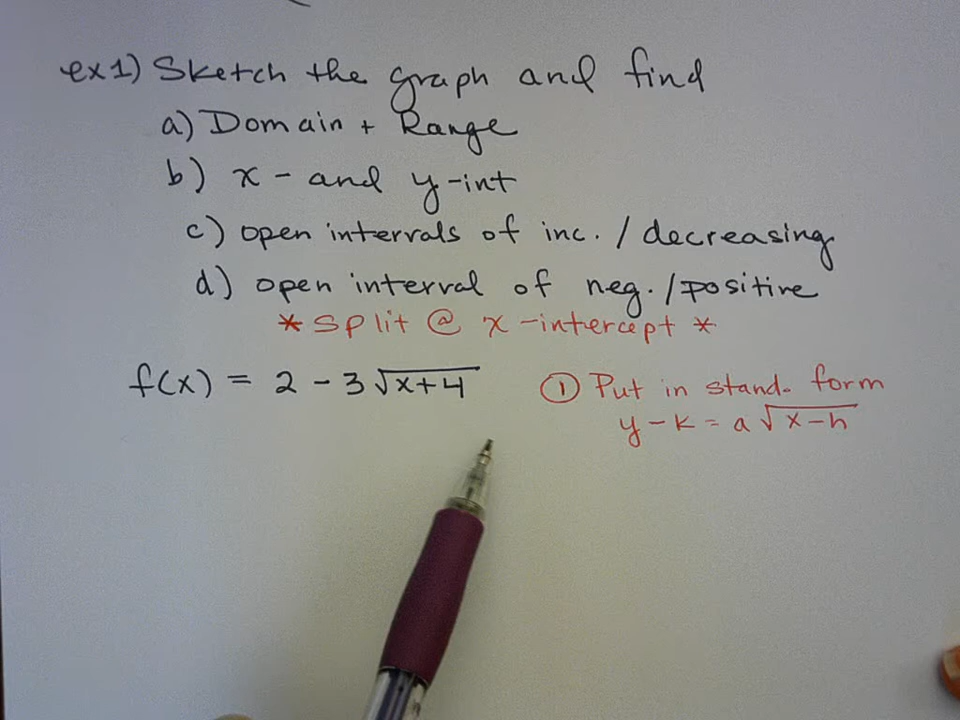 ex1) Sketch the graph and find
a) Domain + Range
b) x - and y-int
c) open intervals of inc. / decreasing
d) open interval of neg. / positive
* split @ x-intercept *
f(x) = 2 - 3√x+4
① Put in stand. form
y - k = a√x-h